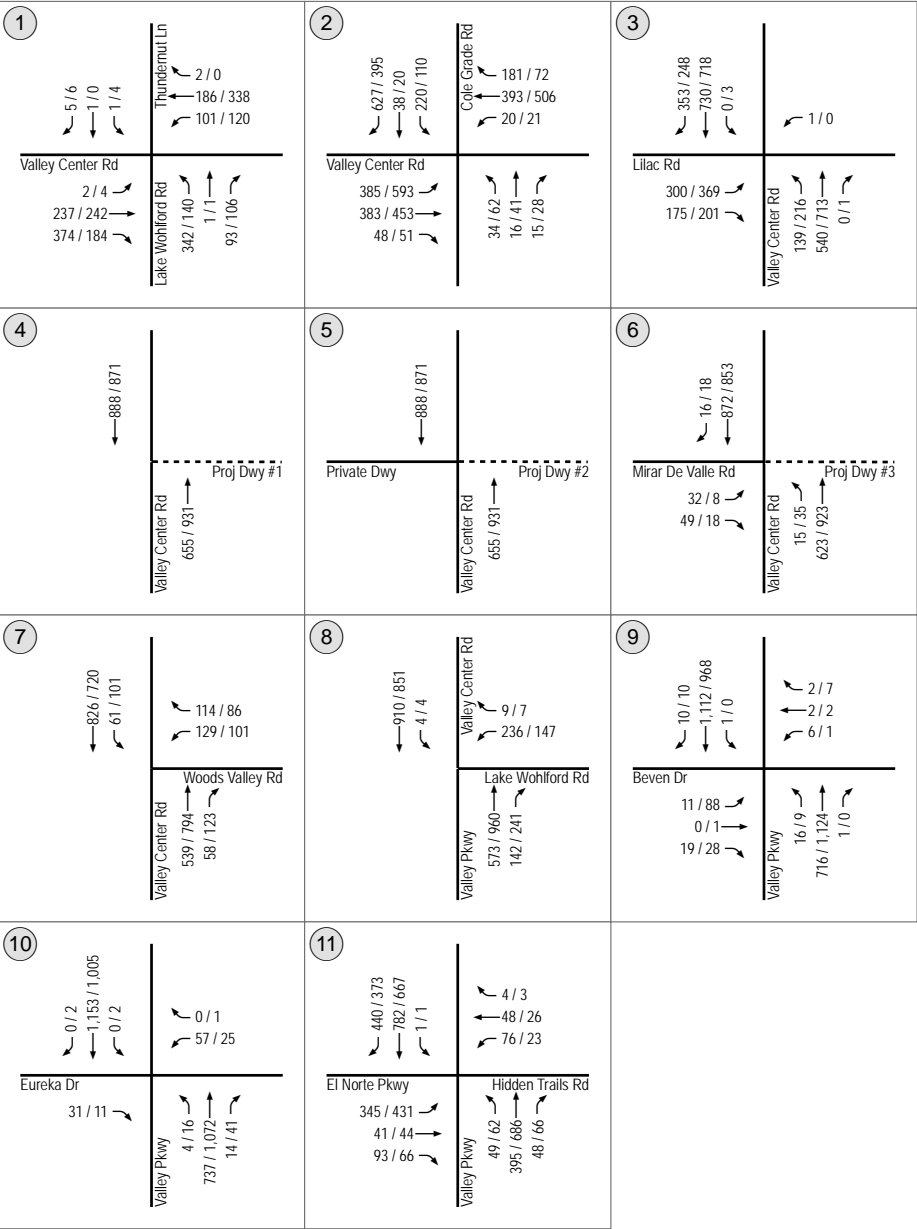 1
Thundernut Ln
5 / 6
1 / 0
1 / 4
2 / 0
186 / 338
101 / 120
Valley Center Rd
2 / 4
237 / 242
374 / 184
Lake Wohlford Rd
342 / 140
1 / 1
93 / 106
2
Cole Grade Rd
627 / 395
38 / 20
220 / 110
181 / 72
393 / 506
20 / 21
Valley Center Rd
385 / 593
383 / 453
48 / 51
34 / 62
16 / 41
15 / 28
3
353 / 248
730 / 718
0 / 3
1 / 0
Lilac Rd
300 / 369
175 / 201
Valley Center Rd
139 / 216
540 / 713
0 / 1
4
888 / 871
Proj Dwy #1
Valley Center Rd
655 / 931
5
888 / 871
Private Dwy
Proj Dwy #2
Valley Center Rd
655 / 931
6
16 / 18
872 / 853
Mirar De Valle Rd
Proj Dwy #3
32 / 8
49 / 18
Valley Center Rd
15 / 35
623 / 923
7
826 / 720
61 / 101
114 / 86
129 / 101
Woods Valley Rd
Valley Center Rd
539 / 794
58 / 123
8
910 / 851
4 / 4
Valley Center Rd
9 / 7
236 / 147
Lake Wohlford Rd
Valley Pkwy
573 / 960
142 / 241
9
10 / 10
1,112 / 968
1 / 0
2 / 7
2 / 2
6 / 1
Beven Dr
11 / 88
0 / 1
19 / 28
Valley Pkwy
16 / 9
716 / 1,124
1 / 0
10
0 / 2
1,153 / 1,005
0 / 2
0 / 1
57 / 25
Eureka Dr
31 / 11
Valley Pkwy
4 / 16
737 / 1,072
14 / 41
11
440 / 373
782 / 667
1 / 1
4 / 3
48 / 26
76 / 23
El Norte Pkwy
Hidden Trails Rd
345 / 431
41 / 44
93 / 66
Valley Pkwy
49 / 62
395 / 686
48 / 66